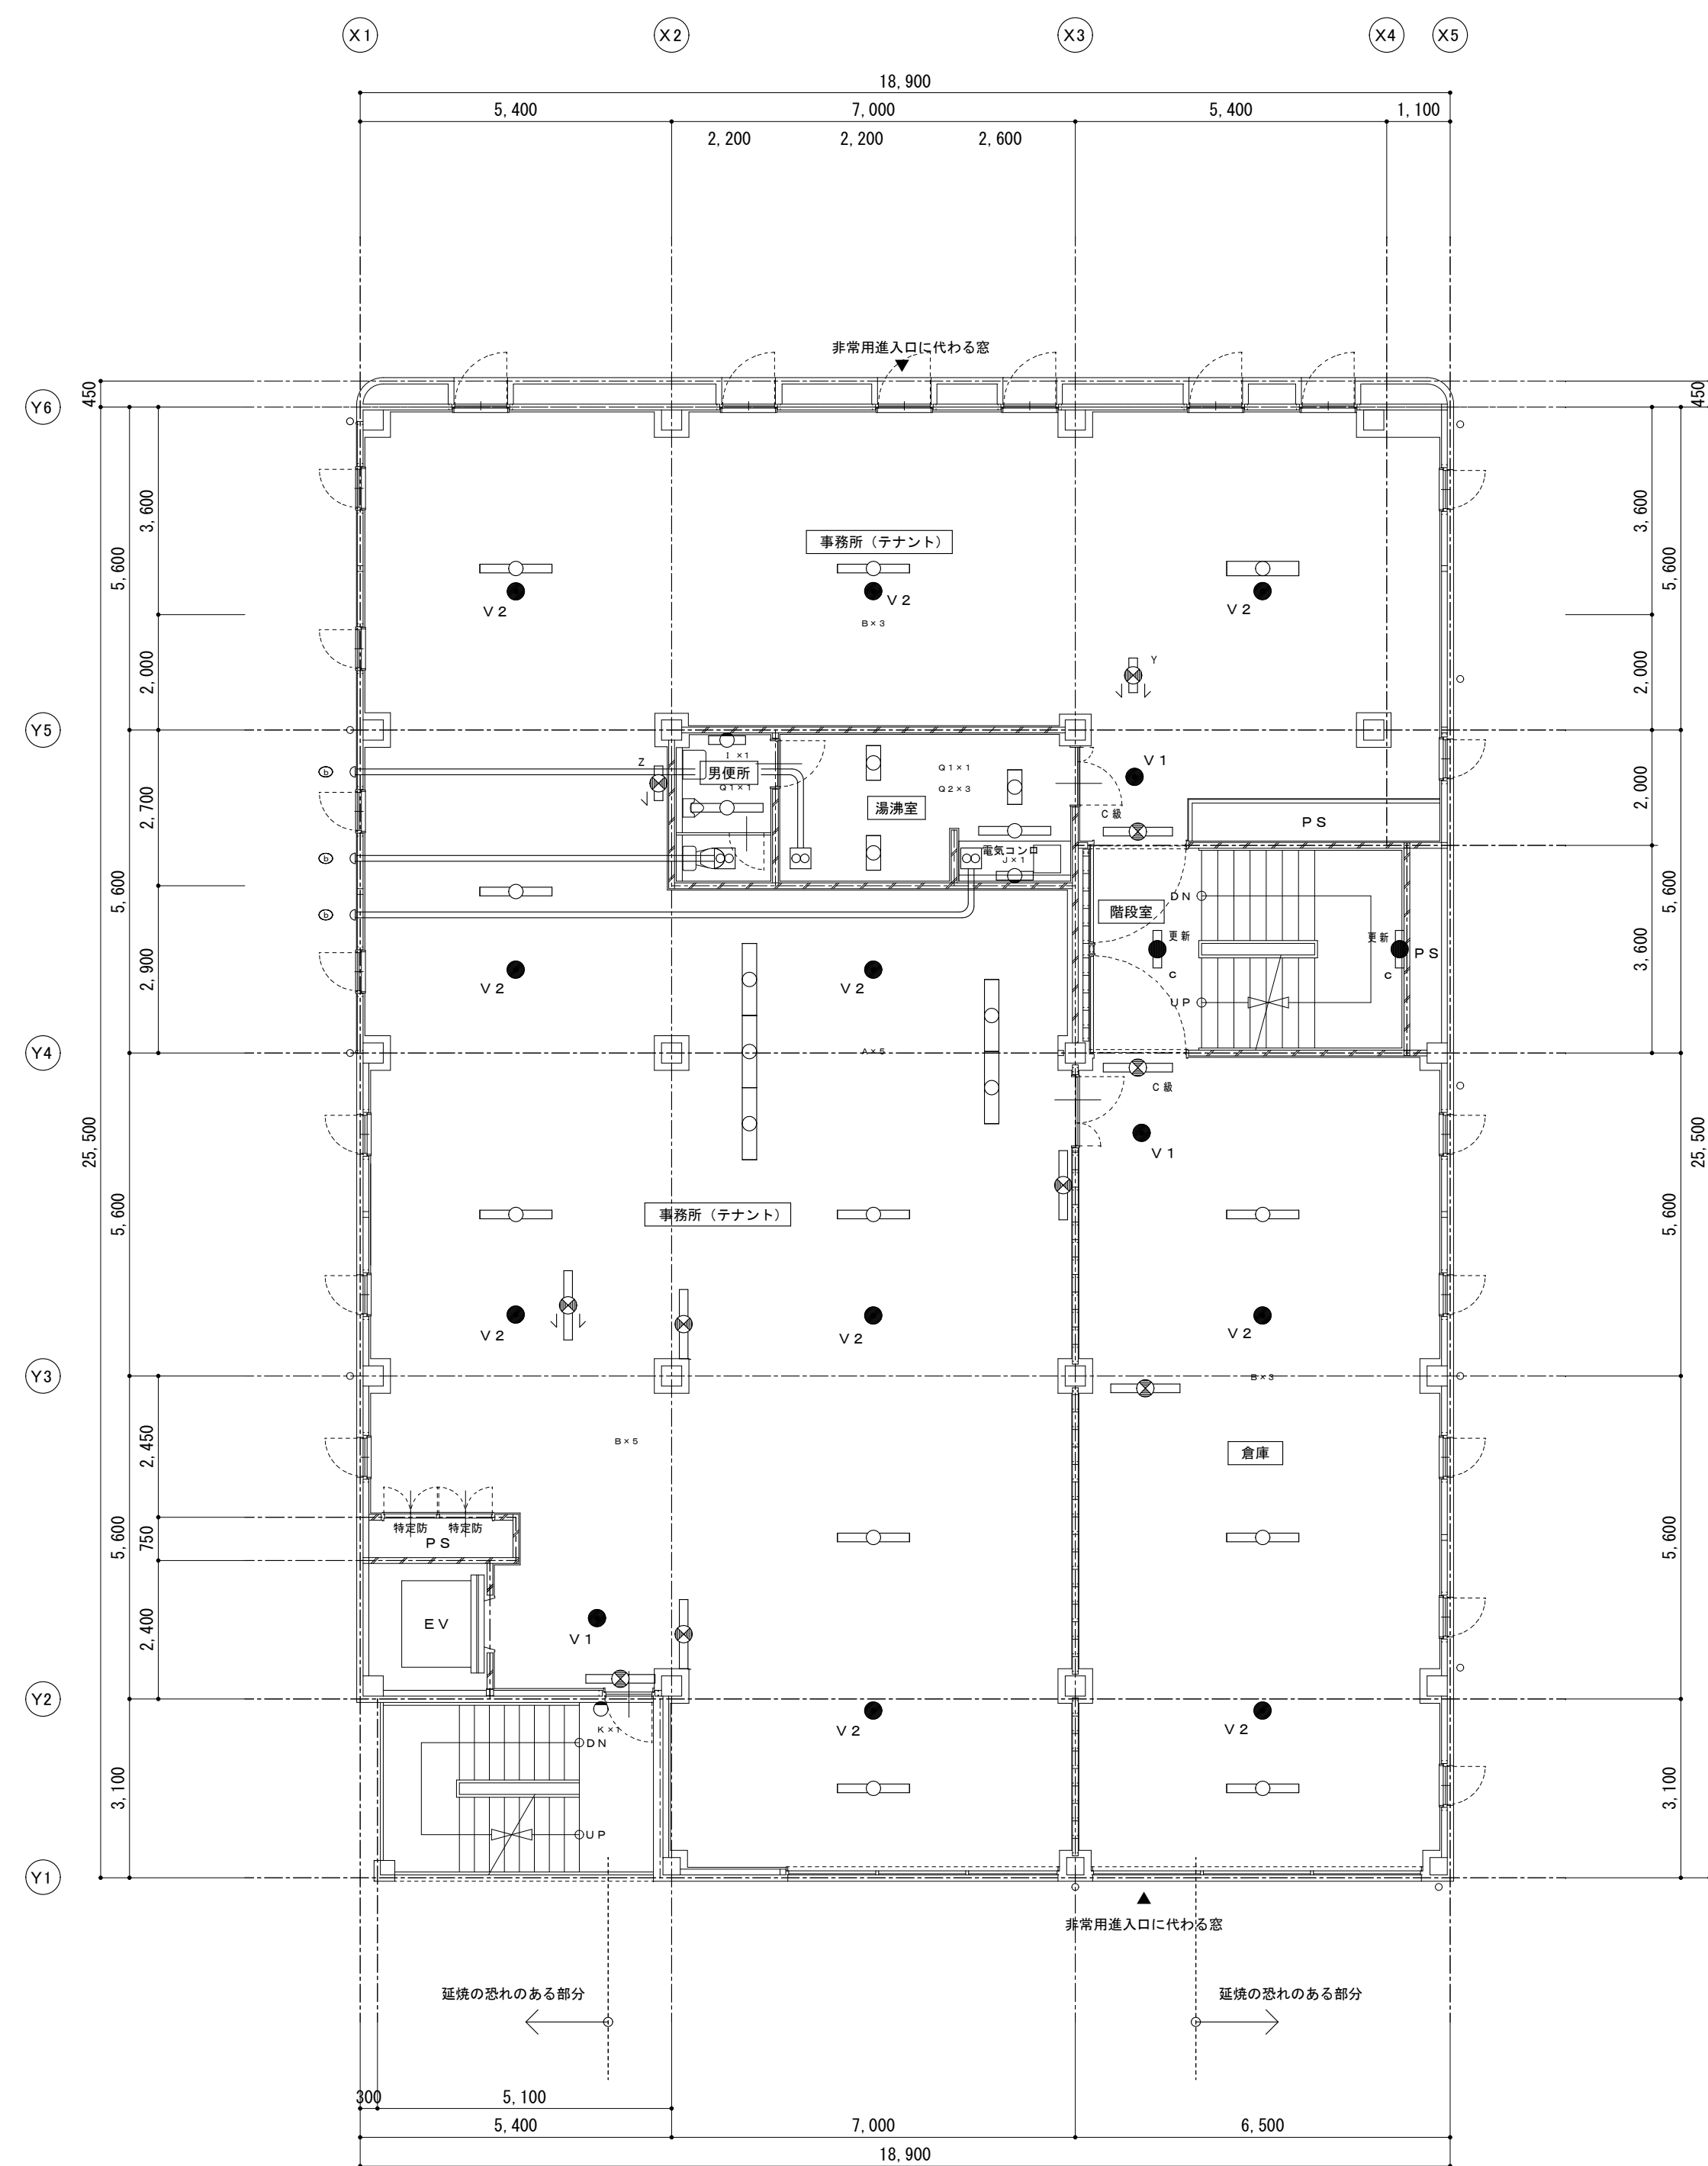 X1 X2 X3 X4 X5
18,900
5,400 7,000 5,400 1,100
2,200 2,200 2,600
非常用進入口に代わる窓
450 450
Y6
3,600 3,600
5,600 5,600
事務所（テナント）
V2 V2 V2
B×3
2,000 2,000
Y
Y5
I×1
Z 男便所 Q1×1 V1
Q1×1 Q2×3
ⓑ
2,700 2,000
湯沸室 C級
PS
電気コンロ
J×1
ⓑ
5,600 5,600
DN
階段室
ⓑ
更新 更新
2,900 3,600
PS
V2 V2 C C
UP
Y4
A×5
C級
25,500 25,500
V1
5,600 5,600
事務所（テナント）
V2 V2 V2
Y3
B×3
2,450
B×5
倉庫
特定防 特定防
PS
5,600 750 5,600
EV
2,400
V1
Y2
K×1
V2 V2
DN
3,100 3,100
UP
Y1
非常用進入口に代わる窓
延焼の恐れのある部分 延焼の恐れのある部分
300 5,100
5,400 7,000 6,500
18,900